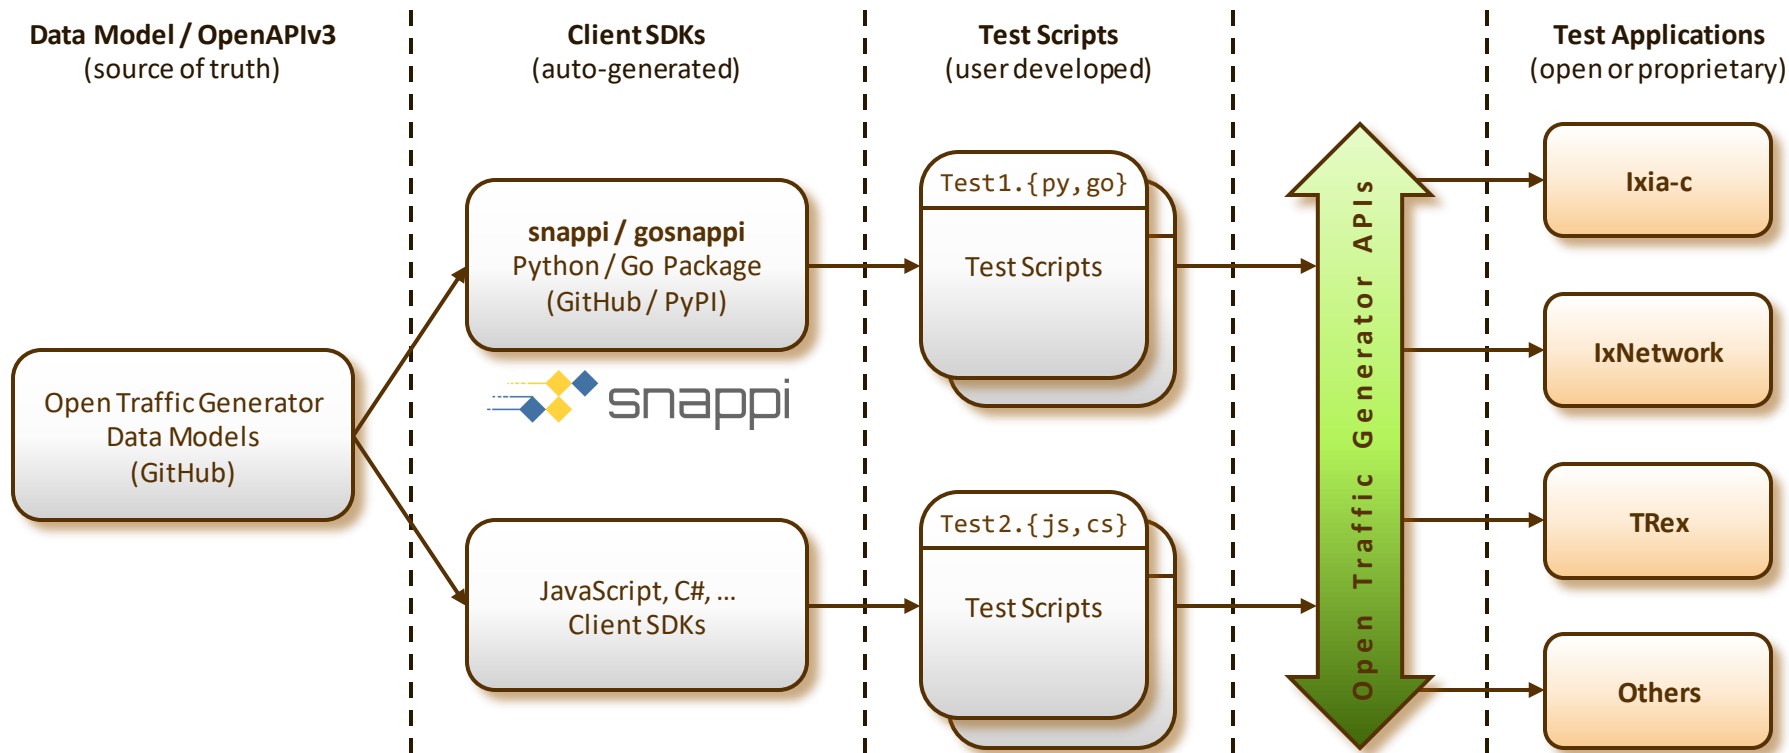 Data Model / OpenAPIv3
(source of truth)
Client SDKs
(auto-generated)
Test Scripts
(user developed)
Test Applications
(open or proprietary)
Open Traffic Generator
Data Models
(GitHub)
snappi / gosnappi
Python / Go Package
(GitHub / PyPI)
snappi
JavaScript, C#, ...
Client SDKs
Test1.{py,go}
Test Scripts
Test2.{js,cs}
Test Scripts
Open Traffic Generator APIs
Ixia-c
IxNetwork
TRex
Others